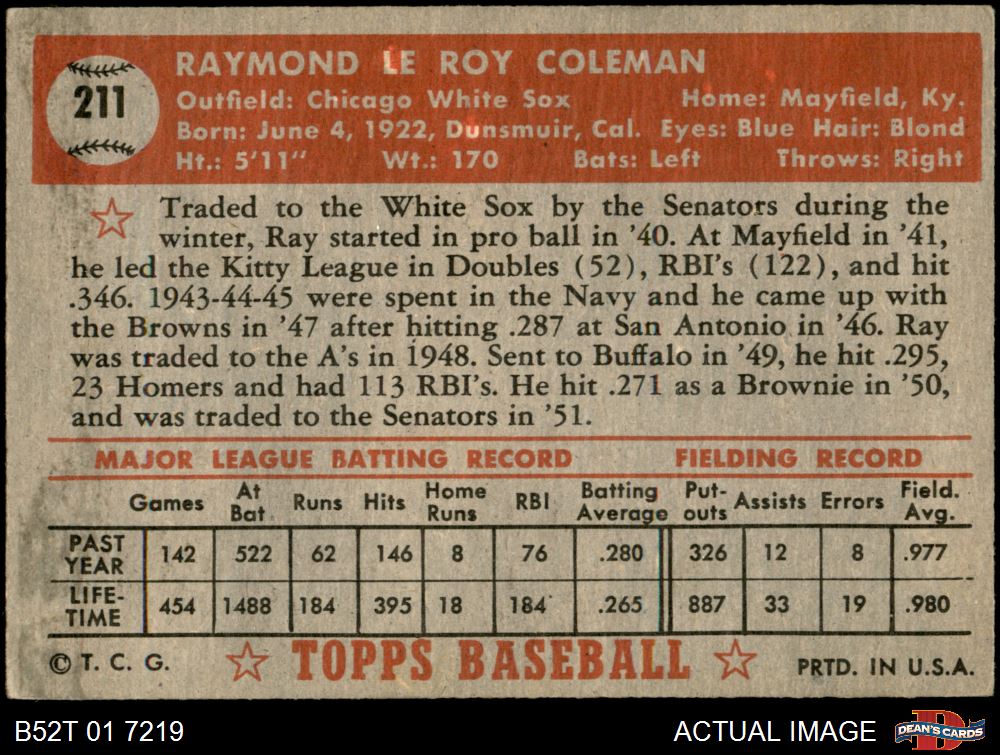 211
RAYMOND LE ROY COLEMAN
Outfield: Chicago White Sox Home: Mayfield, Ky.
Born: June 4, 1922, Dunsmuir, Cal. Eyes: Blue Hair: Blond
Ht.: 5'11" Wt.: 170 Bats: Left Throws: Right
Traded to the White Sox by the Senators during the
winter, Ray started in pro ball in '40. At Mayfield in '41,
he led the Kitty League in Doubles (52), RBI's (122), and hit
.346. 1943-44-45 were spent in the Navy and he came up with
the Browns in '47 after hitting .287 at San Antonio in '46. Ray
was traded to the A's in 1948. Sent to Buffalo in '49, he hit .295,
23 Homers and had 113 RBI's. He hit .271 as a Brownie in '50,
and was traded to the Senators in '51.
MAJOR LEAGUE BATTING RECORD FIELDING RECORD
Games At Bat Runs Hits Home Runs RBI Batting Average Put-outs Assists Errors Field. Avg.
PAST YEAR 142 522 62 146 8 76 .280 326 12 8 .977
LIFE-TIME 454 1488 184 395 18 184 .265 887 33 19 .980
© T. C. G. TOPPS BASEBALL PRTD. IN U.S.A.
B52T 01 7219 ACTUAL IMAGE DEAN'S CARDS